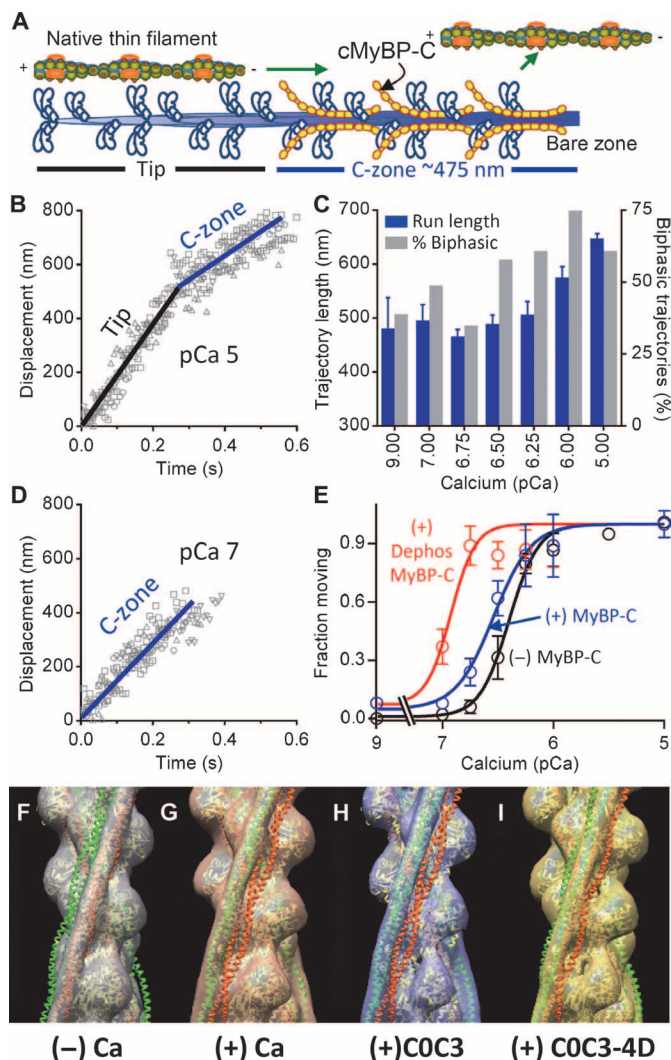 A
Native thin filament
+
-
cMyBP-C
+
-
Bare zone
Tip
C-zone ~475 nm
B
Displacement (nm)
800
600
400
200
0
Tip
C-zone
pCa 5
0.0 0.2 0.4 0.6
Time (s)
C
Trajectory length (nm)
700
600
500
400
300
Run length
% Biphasic
75
50
25
0
Biphasic trajectories (%)
9.00 7.00 6.75 6.50 6.25 6.00 5.00
Calcium (pCa)
D
Displacement (nm)
800
600
400
200
0
C-zone
pCa 7
0.0 0.2 0.4 0.6
Time (s)
E
Fraction moving
0.9
0.6
0.3
0.0
(+)
Dephos
MyBP-C
(+) MyBP-C
(−) MyBP-C
9 7 6 5
Calcium (pCa)
F G H I
(−) Ca (+) Ca (+)C0C3 (+) C0C3-4D